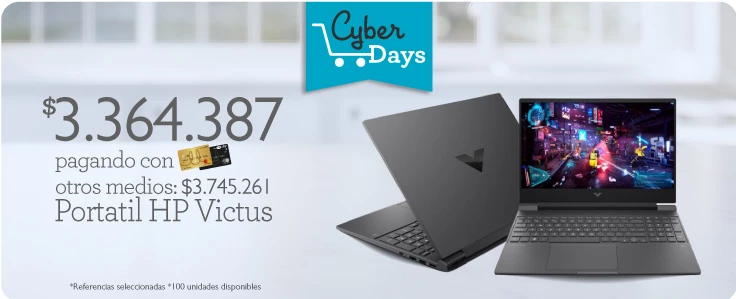 Cyber
Days
$3.364.387
pagando con
otros medios: $3.745.261
Portatil HP Victus
*Referencias seleccionadas *100 unidades disponibles